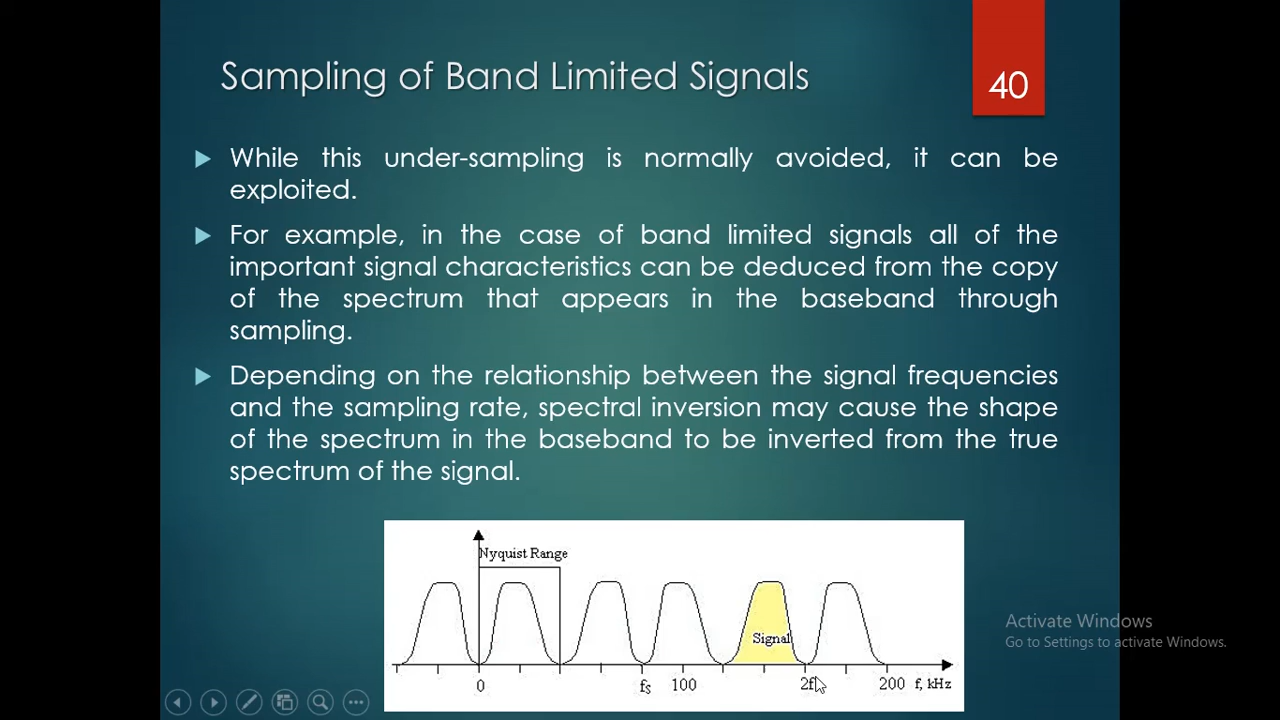 Sampling of Band Limited Signals
40
While this under-sampling is normally avoided, it can be
exploited.
For example, in the case of band limited signals all of the
important signal characteristics can be deduced from the copy
of the spectrum that appears in the baseband through
sampling.
Depending on the relationship between the signal frequencies
and the sampling rate, spectral inversion may cause the shape
of the spectrum in the baseband to be inverted from the true
spectrum of the signal.
Nyquist Range
Signal
0 fs 100 200 f, kHz
Activate Windows
Go to Settings to activate Windows.